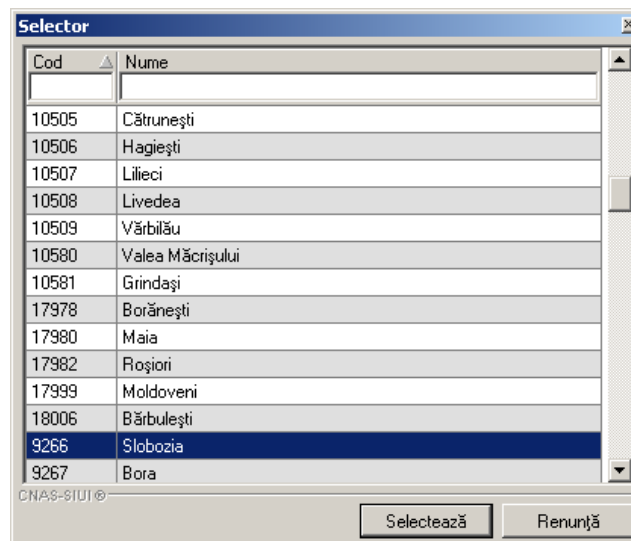 Selector
Cod Nume
10505 Cătruneşti
10506 Hagieşti
10507 Lilieci
10508 Livedea
10509 Vărbilău
10580 Valea Măcrişului
10581 Grindaşi
17978 Borăneşti
17980 Maia
17982 Roşiori
17999 Moldoveni
18006 Bărbuleşti
9266 Slobozia
9267 Bora
CNAS-SIUI®
Selectează Renunţă